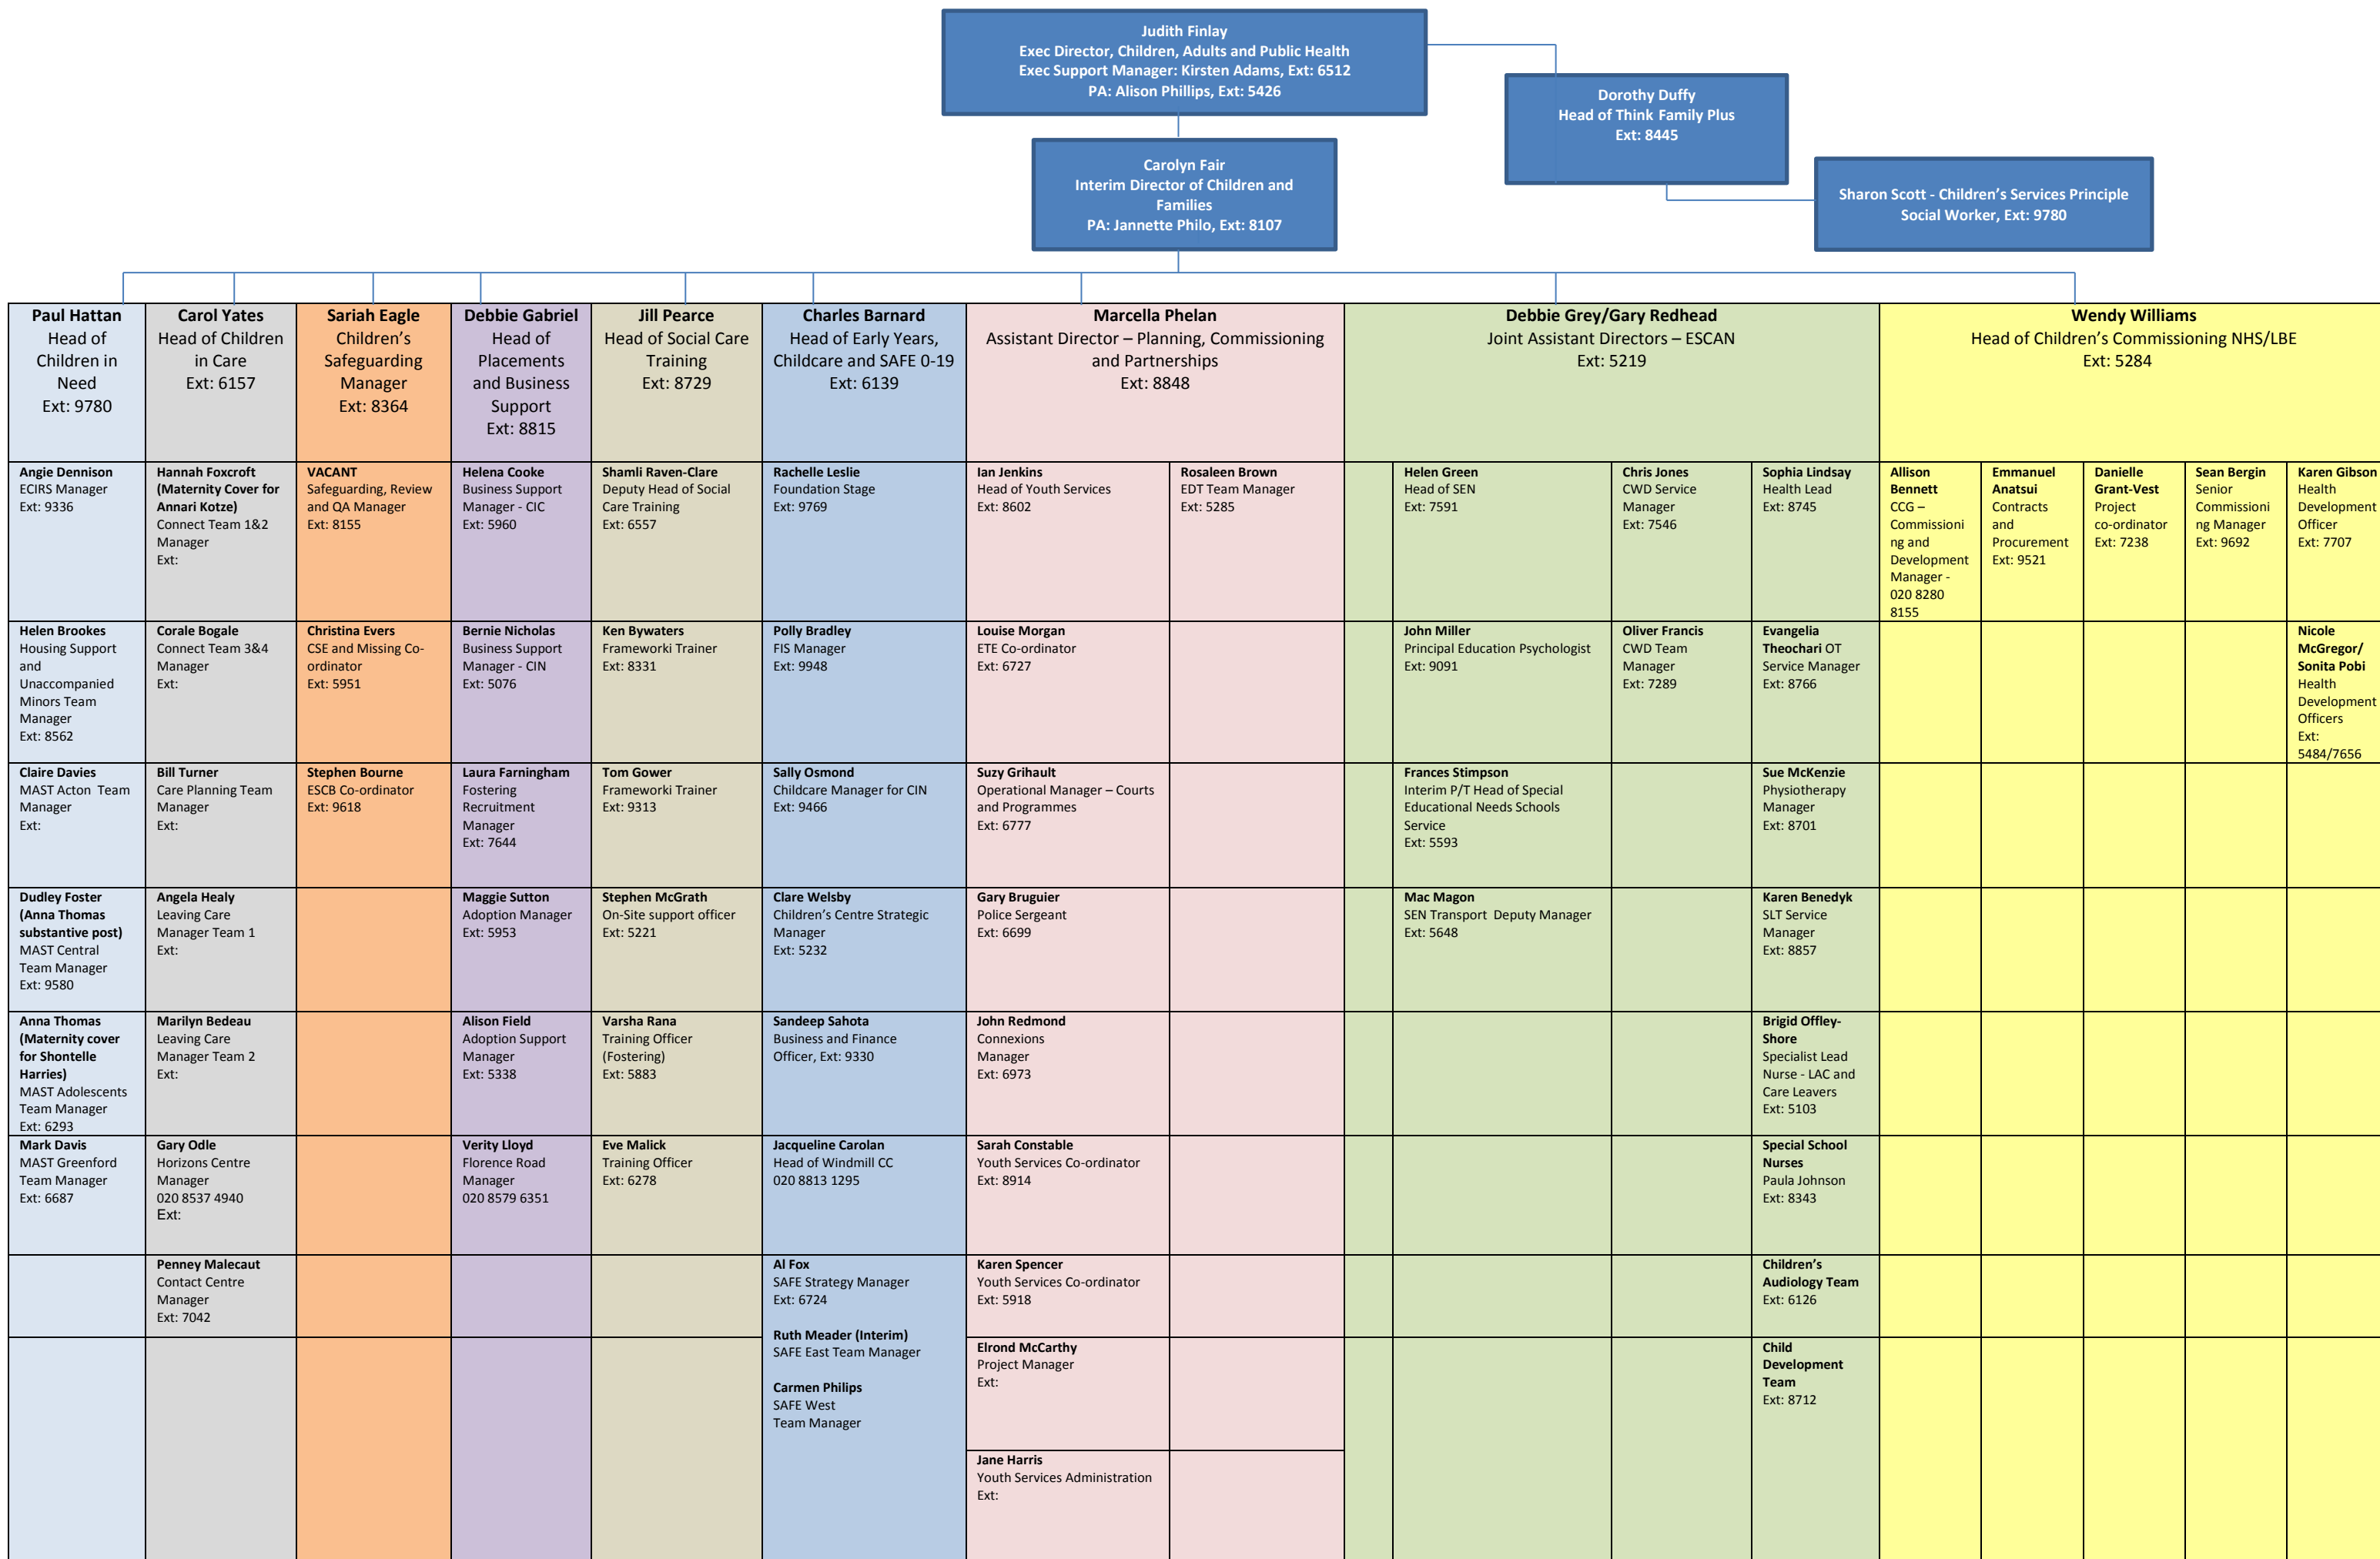 Judith Finlay
Exec Director, Children, Adults and Public Health
Exec Support Manager: Kirsten Adams, Ext: 6512
PA: Alison Phillips, Ext: 5426
Dorothy Duffy
Head of Think Family Plus
Ext: 8445
Carolyn Fair
Interim Director of Children and
Families
PA: Jannette Philo, Ext: 8107
Sharon Scott - Children’s Services Principle
Social Worker, Ext: 9780
Paul Hattan
Head of
Children in
Need
Ext: 9780
Carol Yates
Head of Children
in Care
Ext: 6157
Sariah Eagle
Children’s
Safeguarding
Manager
Ext: 8364
Debbie Gabriel
Head of
Placements
and Business
Support
Ext: 8815
Jill Pearce
Head of Social Care
Training
Ext: 8729
Charles Barnard
Head of Early Years,
Childcare and SAFE 0-19
Ext: 6139
Marcella Phelan
Assistant Director – Planning, Commissioning
and Partnerships
Ext: 8848
Debbie Grey/Gary Redhead
Joint Assistant Directors – ESCAN
Ext: 5219
Wendy Williams
Head of Children’s Commissioning NHS/LBE
Ext: 5284
Angie Dennison
ECIRS Manager
Ext: 9336
Hannah Foxcroft
(Maternity Cover for
Annari Kotze)
Connect Team 1&2
Manager
Ext:
VACANT
Safeguarding, Review
and QA Manager
Ext: 8155
Helena Cooke
Business Support
Manager - CIC
Ext: 5960
Shamli Raven-Clare
Deputy Head of Social
Care Training
Ext: 6557
Rachelle Leslie
Foundation Stage
Ext: 9769
Ian Jenkins
Head of Youth Services
Ext: 8602
Rosaleen Brown
EDT Team Manager
Ext: 5285
Helen Green
Head of SEN
Ext: 7591
Chris Jones
CWD Service
Manager
Ext: 7546
Sophia Lindsay
Health Lead
Ext: 8745
Allison
Bennett
CCG –
Commissioni
ng and
Development
Manager -
020 8280
8155
Emmanuel
Anatsui
Contracts
and
Procurement
Ext: 9521
Danielle
Grant-Vest
Project
co-ordinator
Ext: 7238
Sean Bergin
Senior
Commissioni
ng Manager
Ext: 9692
Karen Gibson
Health
Development
Officer
Ext: 7707
Helen Brookes
Housing Support
and
Unaccompanied
Minors Team
Manager
Ext: 8562
Corale Bogale
Connect Team 3&4
Manager
Ext:
Christina Evers
CSE and Missing Co-
ordinator
Ext: 5951
Bernie Nicholas
Business Support
Manager - CIN
Ext: 5076
Ken Bywaters
Frameworki Trainer
Ext: 8331
Polly Bradley
FIS Manager
Ext: 9948
Louise Morgan
ETE Co-ordinator
Ext: 6727
John Miller
Principal Education Psychologist
Ext: 9091
Oliver Francis
CWD Team
Manager
Ext: 7289
Evangelia
Theochari OT
Service Manager
Ext: 8766
Nicole
McGregor/
Sonita Pobi
Health
Development
Officers
Ext:
5484/7656
Claire Davies
MAST Acton Team
Manager
Ext:
Bill Turner
Care Planning Team
Manager
Ext:
Stephen Bourne
ESCB Co-ordinator
Ext: 9618
Laura Farningham
Fostering
Recruitment
Manager
Ext: 7644
Tom Gower
Frameworki Trainer
Ext: 9313
Sally Osmond
Childcare Manager for CIN
Ext: 9466
Suzy Grihault
Operational Manager – Courts
and Programmes
Ext: 6777
Frances Stimpson
Interim P/T Head of Special
Educational Needs Schools
Service
Ext: 5593
Sue McKenzie
Physiotherapy
Manager
Ext: 8701
Dudley Foster
(Anna Thomas
substantive post)
MAST Central
Team Manager
Ext: 9580
Angela Healy
Leaving Care
Manager Team 1
Ext:
Maggie Sutton
Adoption Manager
Ext: 5953
Stephen McGrath
On-Site support officer
Ext: 5221
Clare Welsby
Children’s Centre Strategic
Manager
Ext: 5232
Gary Bruguier
Police Sergeant
Ext: 6699
Mac Magon
SEN Transport Deputy Manager
Ext: 5648
Karen Benedyk
SLT Service
Manager
Ext: 8857
Anna Thomas
(Maternity cover
for Shontelle
Harries)
MAST Adolescents
Team Manager
Ext: 6293
Marilyn Bedeau
Leaving Care
Manager Team 2
Ext:
Alison Field
Adoption Support
Manager
Ext: 5338
Varsha Rana
Training Officer
(Fostering)
Ext: 5883
Sandeep Sahota
Business and Finance
Officer, Ext: 9330
John Redmond
Connexions
Manager
Ext: 6973
Brigid Offley-
Shore
Specialist Lead
Nurse - LAC and
Care Leavers
Ext: 5103
Mark Davis
MAST Greenford
Team Manager
Ext: 6687
Gary Odle
Horizons Centre
Manager
020 8537 4940
Ext:
Verity Lloyd
Florence Road
Manager
020 8579 6351
Eve Malick
Training Officer
Ext: 6278
Jacqueline Carolan
Head of Windmill CC
020 8813 1295
Sarah Constable
Youth Services Co-ordinator
Ext: 8914
Special School
Nurses
Paula Johnson
Ext: 8343
Penney Malecaut
Contact Centre
Manager
Ext: 7042
Al Fox
SAFE Strategy Manager
Ext: 6724
Ruth Meader (Interim)
SAFE East Team Manager
Carmen Philips
SAFE West
Team Manager
Karen Spencer
Youth Services Co-ordinator
Ext: 5918
Children’s
Audiology Team
Ext: 6126
Elrond McCarthy
Project Manager
Ext:
Child
Development
Team
Ext: 8712
Jane Harris
Youth Services Administration
Ext: